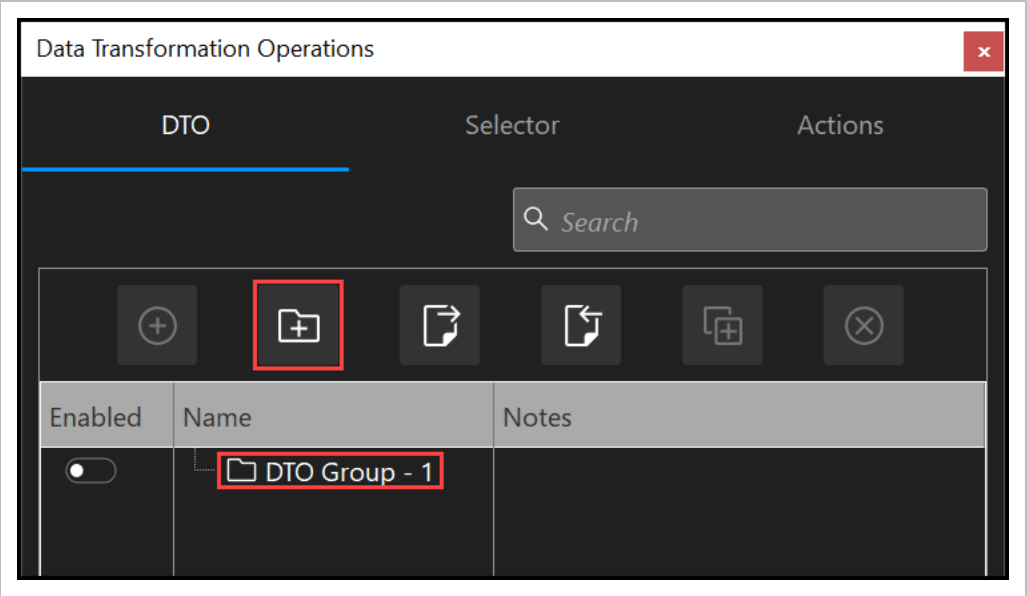 Data Transformation Operations
DTO Selector Actions
Search
Enabled Name Notes
DTO Group - 1